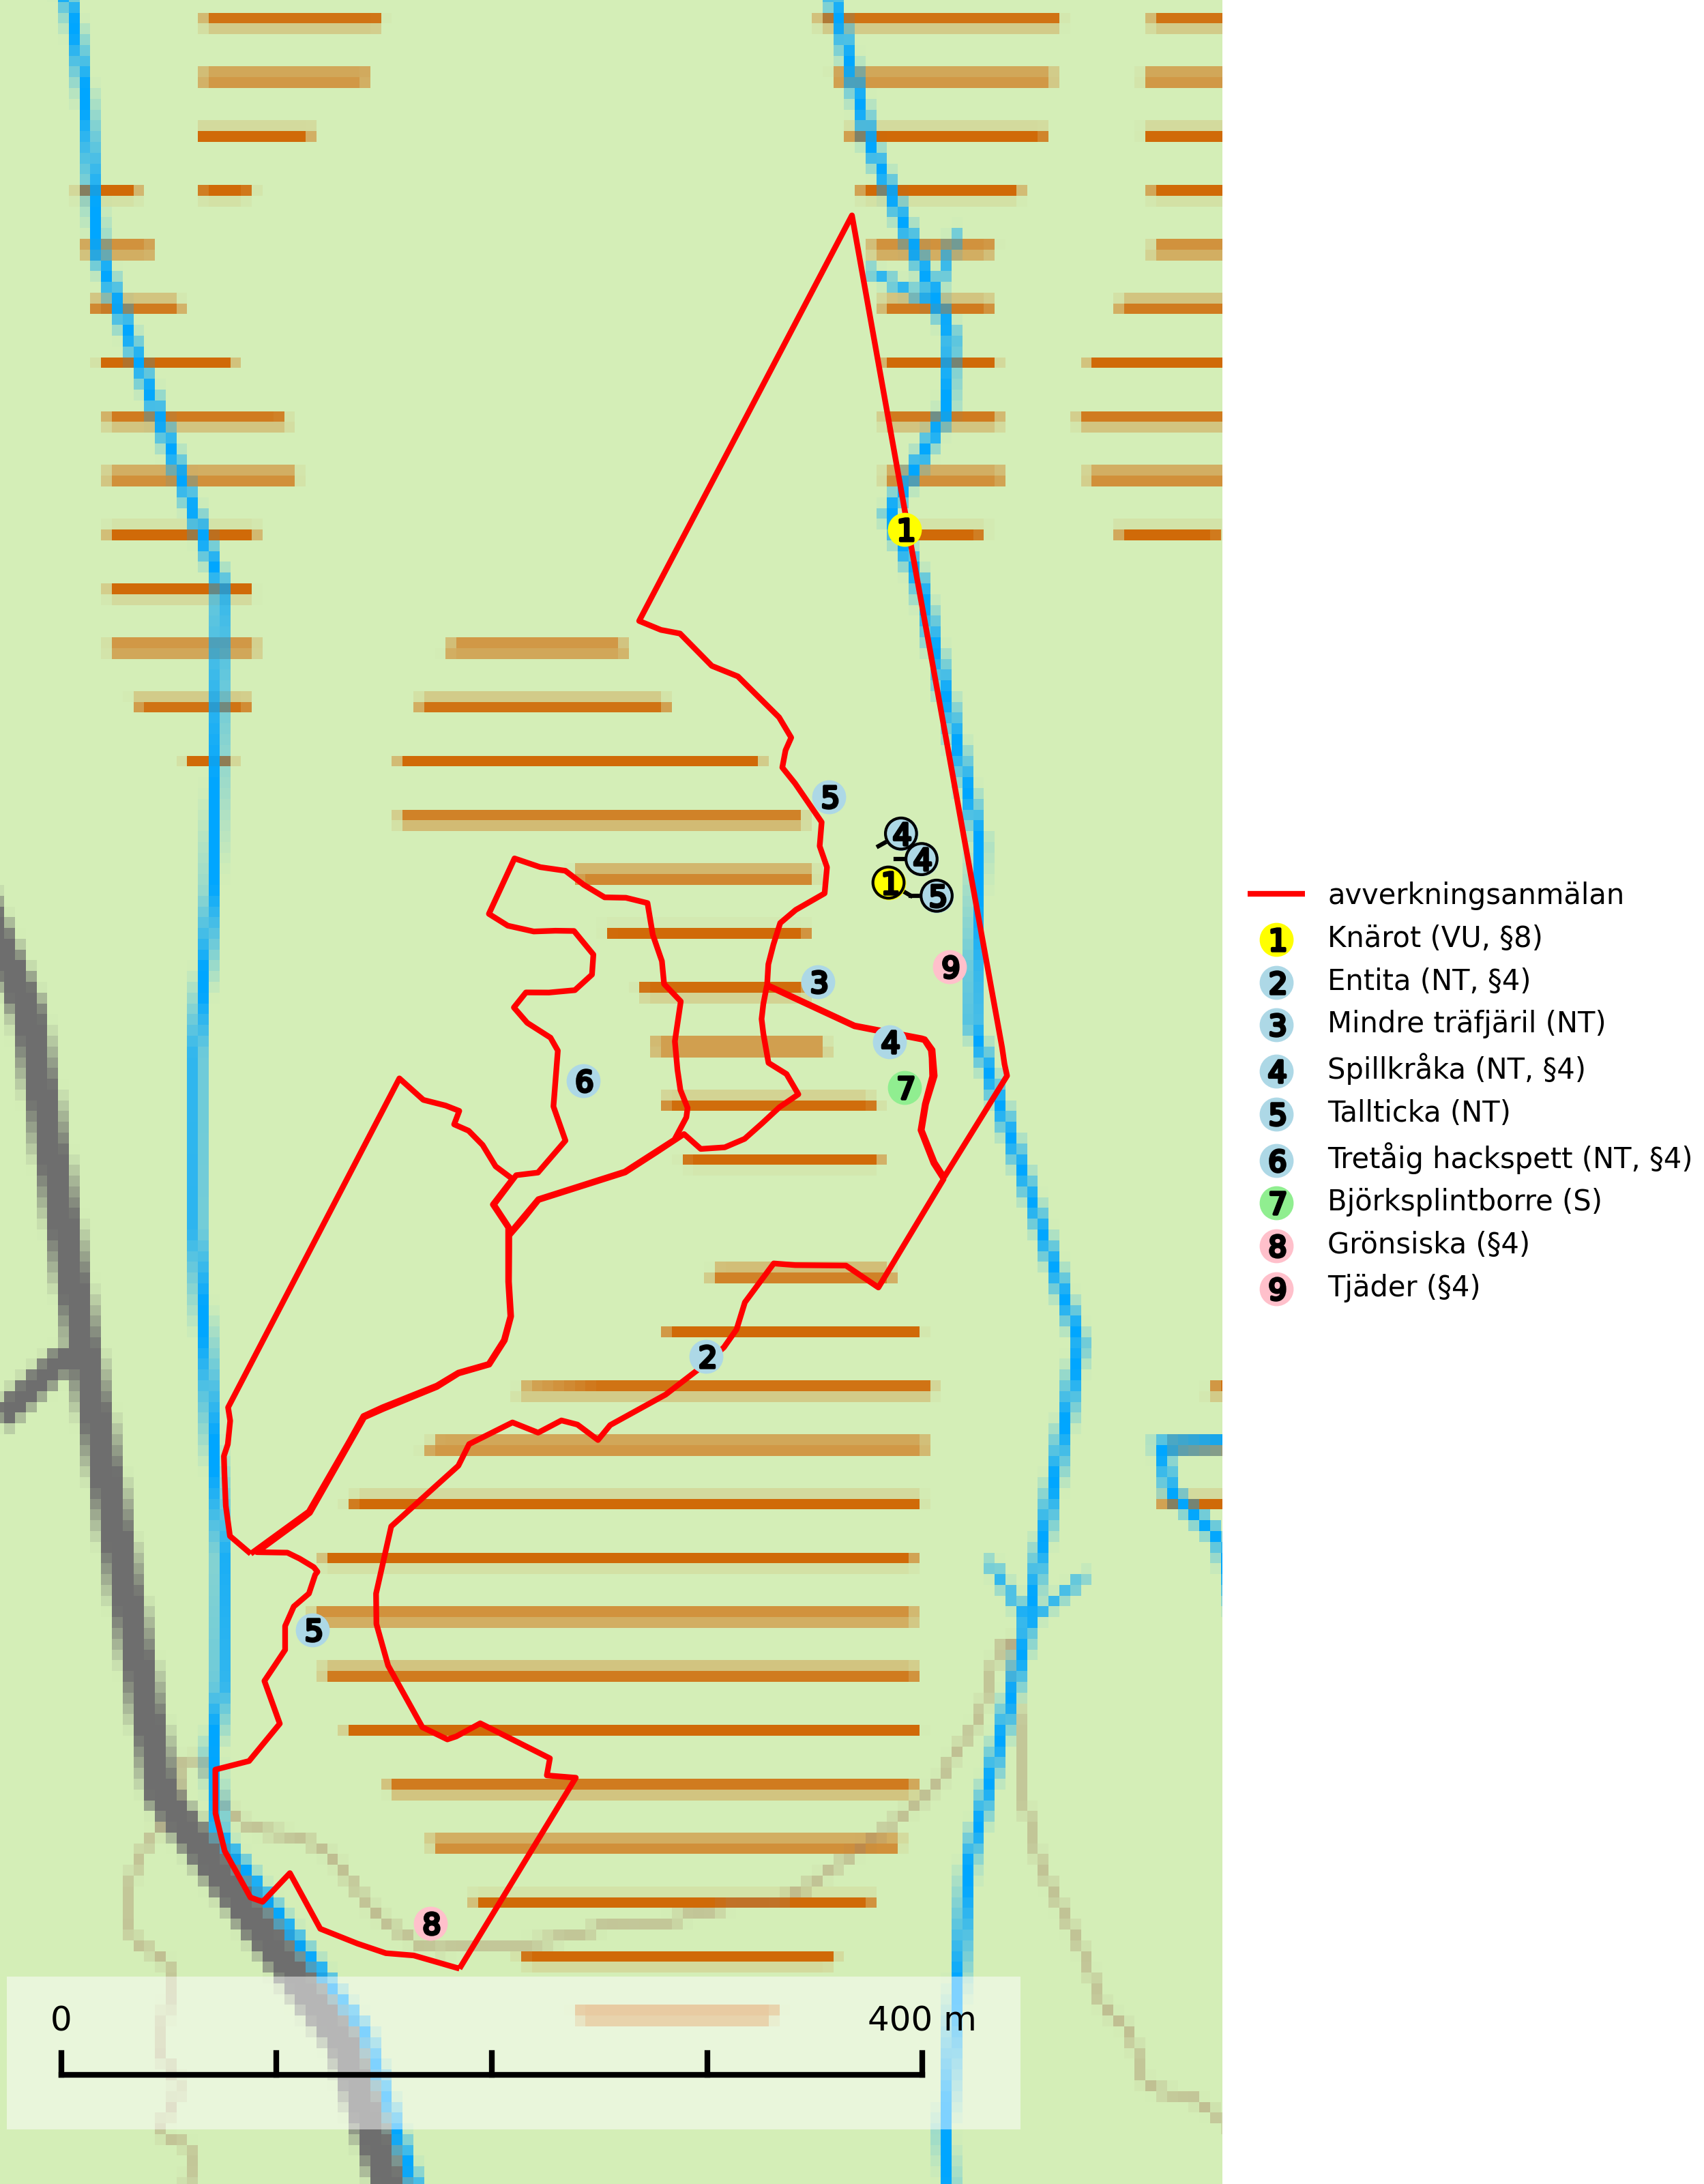 1
5
4
4
1
5
9
3
4
6
7
2
5
8
0 400 m
avverkningsanmälan
1 Knärot (VU, §8)
2 Entita (NT, §4)
3 Mindre träfjäril (NT)
4 Spillkråka (NT, §4)
5 Tallticka (NT)
6 Tretåig hackspett (NT, §4)
7 Björksplintborre (S)
8 Grönsiska (§4)
9 Tjäder (§4)